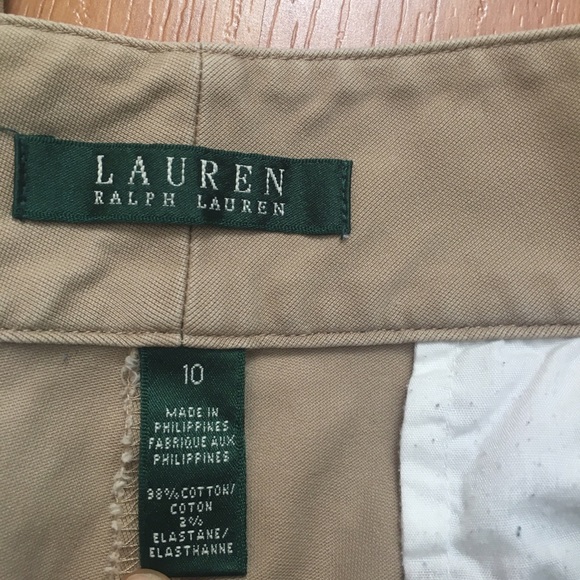 LAUREN
RALPH LAUREN
10
MADE IN
PHILIPPINES
FABRIQUE AUX
PHILIPPINES
98%COTTON/
COTON
2%
ELASTANE/
ELASTHANNE